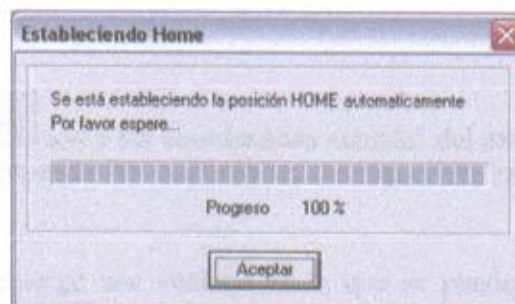 Estableciendo Home
Se está estableciendo la posición HOME automaticamente
Por favor espere...
Progreso 100 %
Aceptar